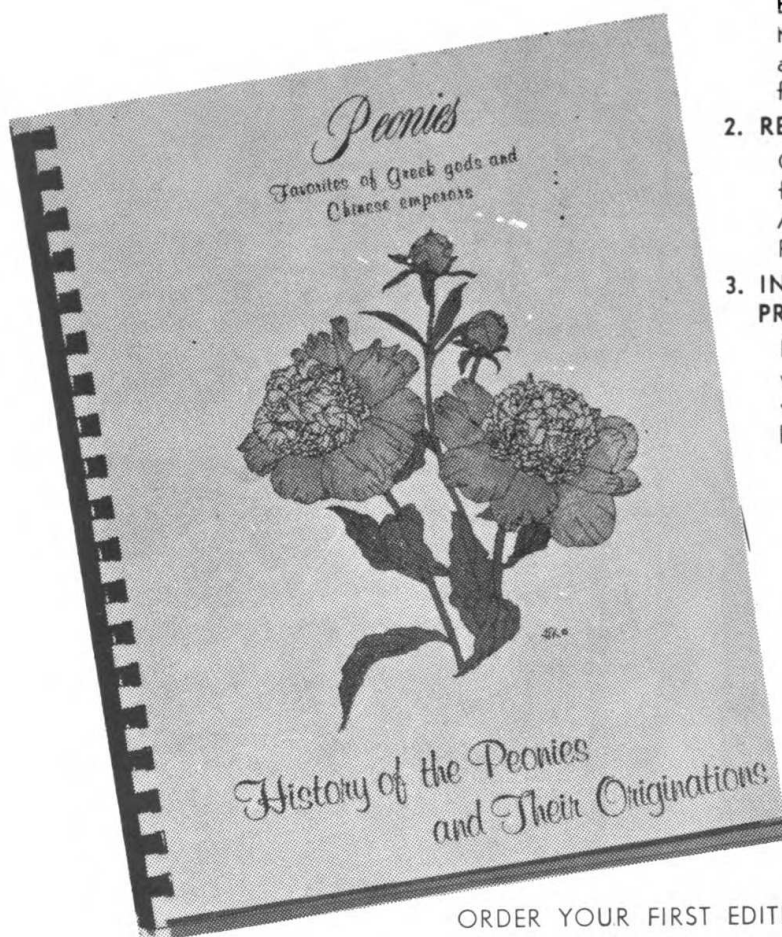 Peonies
Favorites of Greek gods and
Chinese emperors
History of the Peonies
and Their Originations
2. RE
3. IN
PR
ORDER YOUR FIRST EDIT